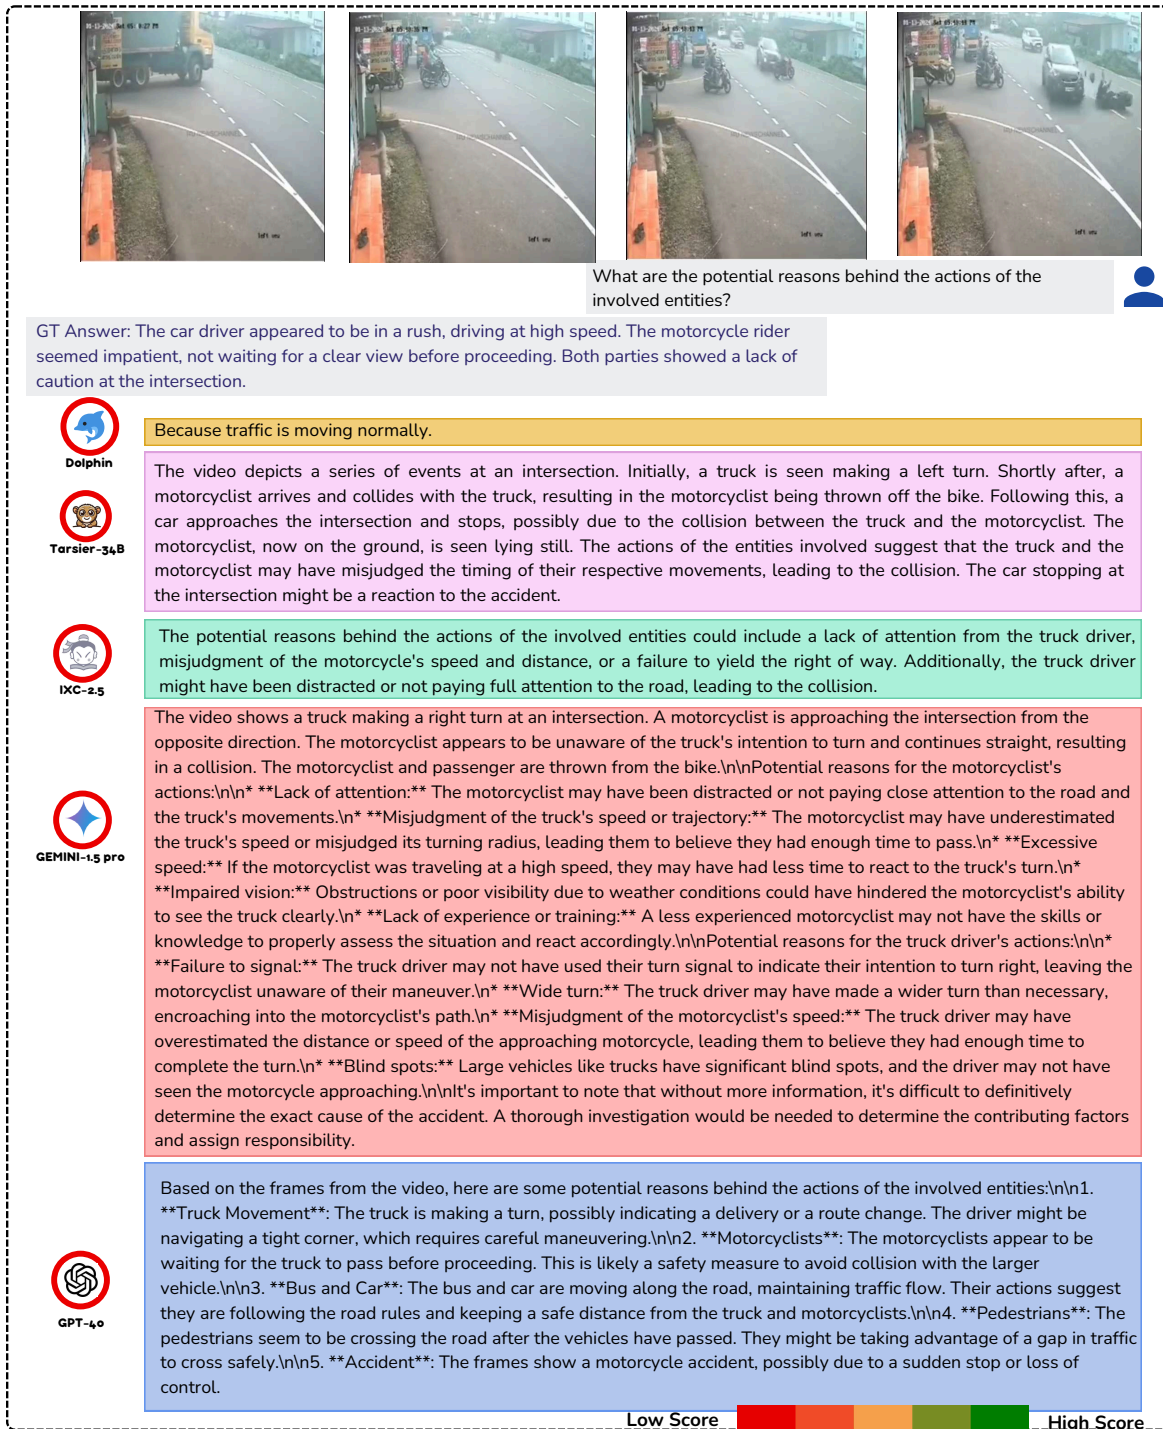 left veu
left veu
left veu
left veu
What are the potential reasons behind the actions of the
involved entities?
GT Answer: The car driver appeared to be in a rush, driving at high speed. The motorcycle rider
seemed impatient, not waiting for a clear view before proceeding. Both parties showed a lack of
caution at the intersection.
Dolphin
Because traffic is moving normally.
Tarsier-34B
The video depicts a series of events at an intersection. Initially, a truck is seen making a left turn. Shortly after, a
motorcyclist arrives and collides with the truck, resulting in the motorcyclist being thrown off the bike. Following this, a
car approaches the intersection and stops, possibly due to the collision between the truck and the motorcyclist. The
motorcyclist, now on the ground, is seen lying still. The actions of the entities involved suggest that the truck and the
motorcyclist may have misjudged the timing of their respective movements, leading to the collision. The car stopping at
the intersection might be a reaction to the accident.
IXC-2.5
The potential reasons behind the actions of the involved entities could include a lack of attention from the truck driver,
misjudgment of the motorcycle's speed and distance, or a failure to yield the right of way. Additionally, the truck driver
might have been distracted or not paying full attention to the road, leading to the collision.
GEMINI-1.5 pro
The video shows a truck making a right turn at an intersection. A motorcyclist is approaching the intersection from the
opposite direction. The motorcyclist appears to be unaware of the truck's intention to turn and continues straight, resulting
in a collision. The motorcyclist and passenger are thrown from the bike.\n\nPotential reasons for the motorcyclist's
actions:\n\n* **Lack of attention:** The motorcyclist may have been distracted or not paying close attention to the road and
the truck's movements.\n* **Misjudgment of the truck's speed or trajectory:** The motorcyclist may have underestimated
the truck's speed or misjudged its turning radius, leading them to believe they had enough time to pass.\n* **Excessive
speed:** If the motorcyclist was traveling at a high speed, they may have had less time to react to the truck's turn.\n*
**Impaired vision:** Obstructions or poor visibility due to weather conditions could have hindered the motorcyclist's ability
to see the truck clearly.\n* **Lack of experience or training:** A less experienced motorcyclist may not have the skills or
knowledge to properly assess the situation and react accordingly.\n\nPotential reasons for the truck driver's actions:\n\n*
**Failure to signal:** The truck driver may not have used their turn signal to indicate their intention to turn right, leaving the
motorcyclist unaware of their maneuver.\n* **Wide turn:** The truck driver may have made a wider turn than necessary,
encroaching into the motorcyclist's path.\n* **Misjudgment of the motorcyclist's speed:** The truck driver may have
overestimated the distance or speed of the approaching motorcycle, leading them to believe they had enough time to
complete the turn.\n* **Blind spots:** Large vehicles like trucks have significant blind spots, and the driver may not have
seen the motorcycle approaching.\n\nIt's important to note that without more information, it's difficult to definitively
determine the exact cause of the accident. A thorough investigation would be needed to determine the contributing factors
and assign responsibility.
GPT-4o
Based on the frames from the video, here are some potential reasons behind the actions of the involved entities:\n\n1.
**Truck Movement**: The truck is making a turn, possibly indicating a delivery or a route change. The driver might be
navigating a tight corner, which requires careful maneuvering.\n\n2. **Motorcyclists**: The motorcyclists appear to be
waiting for the truck to pass before proceeding. This is likely a safety measure to avoid collision with the larger
vehicle.\n\n3. **Bus and Car**: The bus and car are moving along the road, maintaining traffic flow. Their actions suggest
they are following the road rules and keeping a safe distance from the truck and motorcyclists.\n\n4. **Pedestrians**: The
pedestrians seem to be crossing the road after the vehicles have passed. They might be taking advantage of a gap in traffic
to cross safely.\n\n5. **Accident**: The frames show a motorcycle accident, possibly due to a sudden stop or loss of
control.
Low Score
High Score